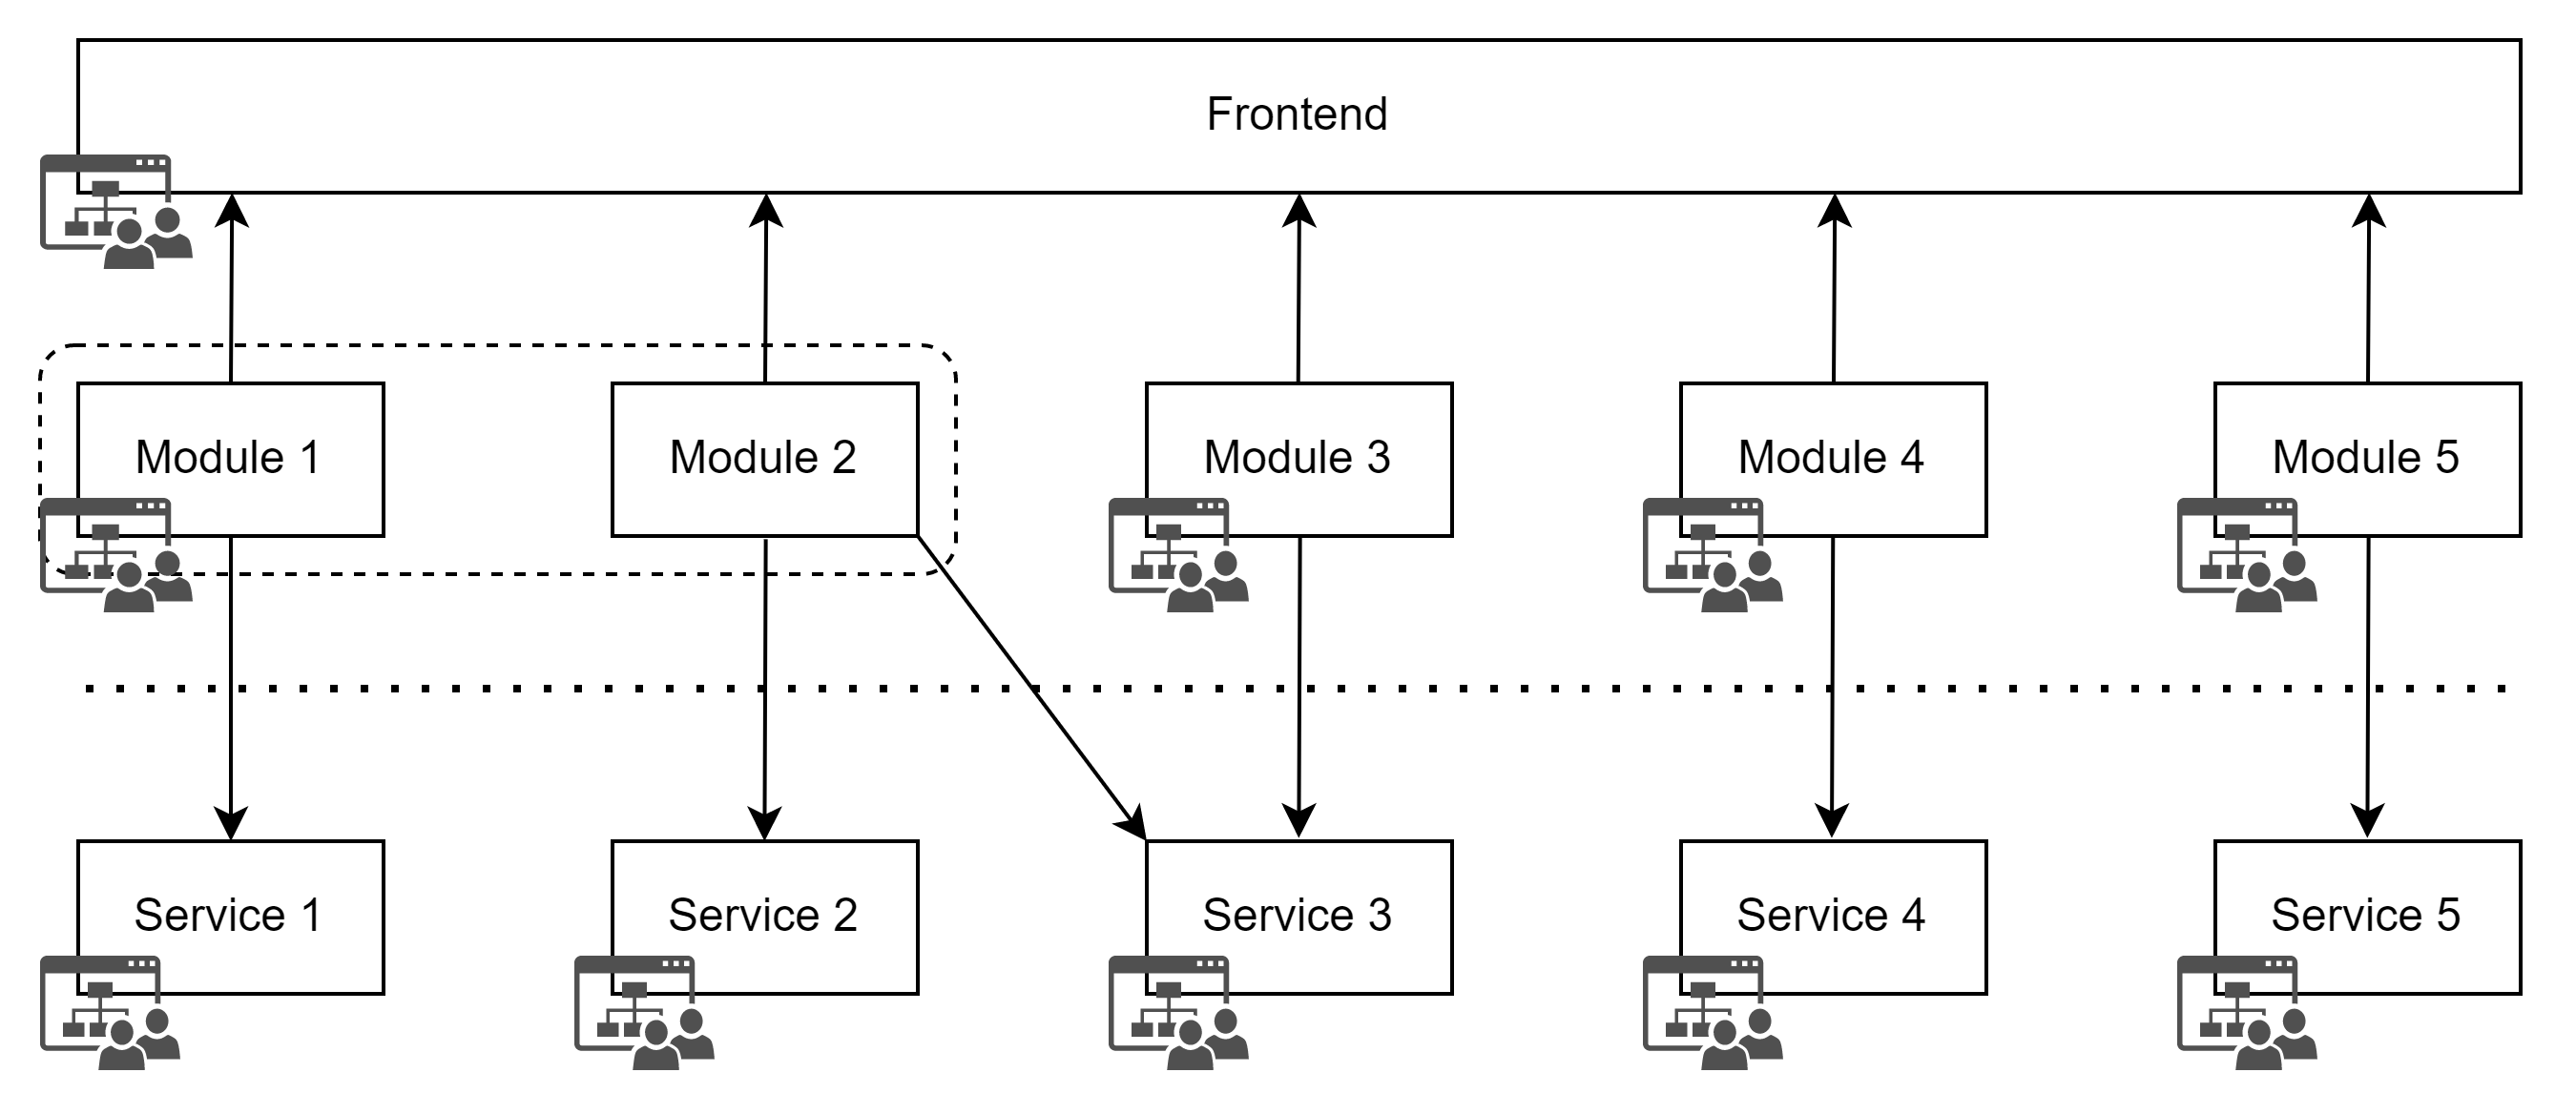 Frontend
Module 1
Module 2
Module 3
Module 4
Module 5
Service 1
Service 2
Service 3
Service 4
Service 5